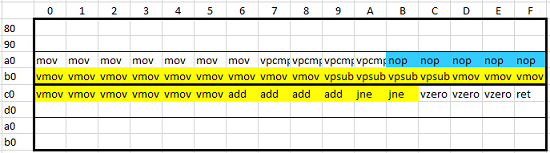 0 1 2 3 4 5 6 7 8 9 A B C D E F
80
90
a0 mov mov mov mov mov mov mov vpcmp vpcmp vpcmp vpcmp nop nop nop nop nop
b0 vmov vmov vmov vmov vmov vmov vmov vmov vmov vpsub vpsub vpsub vpsub vmov vmov vmov
c0 vmov vmov vmov vmov vmov vmov add add add add jne jne vzero vzero vzero ret
d0
a0
b0